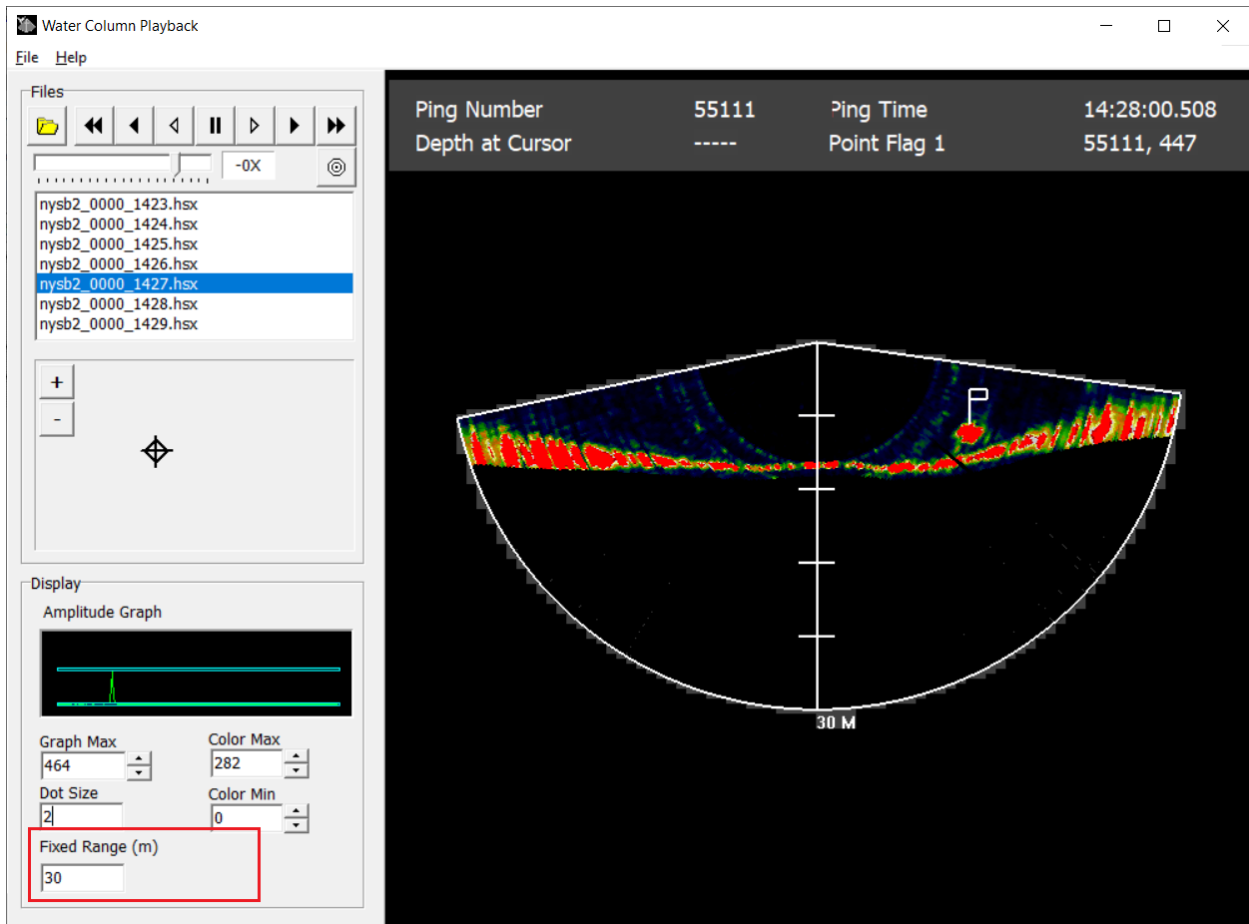 Water Column Playback
File Help
Files
-0X
nysb2_0000_1423.hsx
nysb2_0000_1424.hsx
nysb2_0000_1425.hsx
nysb2_0000_1426.hsx
nysb2_0000_1427.hsx
nysb2_0000_1428.hsx
nysb2_0000_1429.hsx
+
-
Display
Amplitude Graph
Graph Max Color Max
464 282
Dot Size Color Min
2 0
Fixed Range (m)
30
Ping Number 55111 Ping Time 14:28:00.508
Depth at Cursor ----- Point Flag 1 55111, 447
30 M